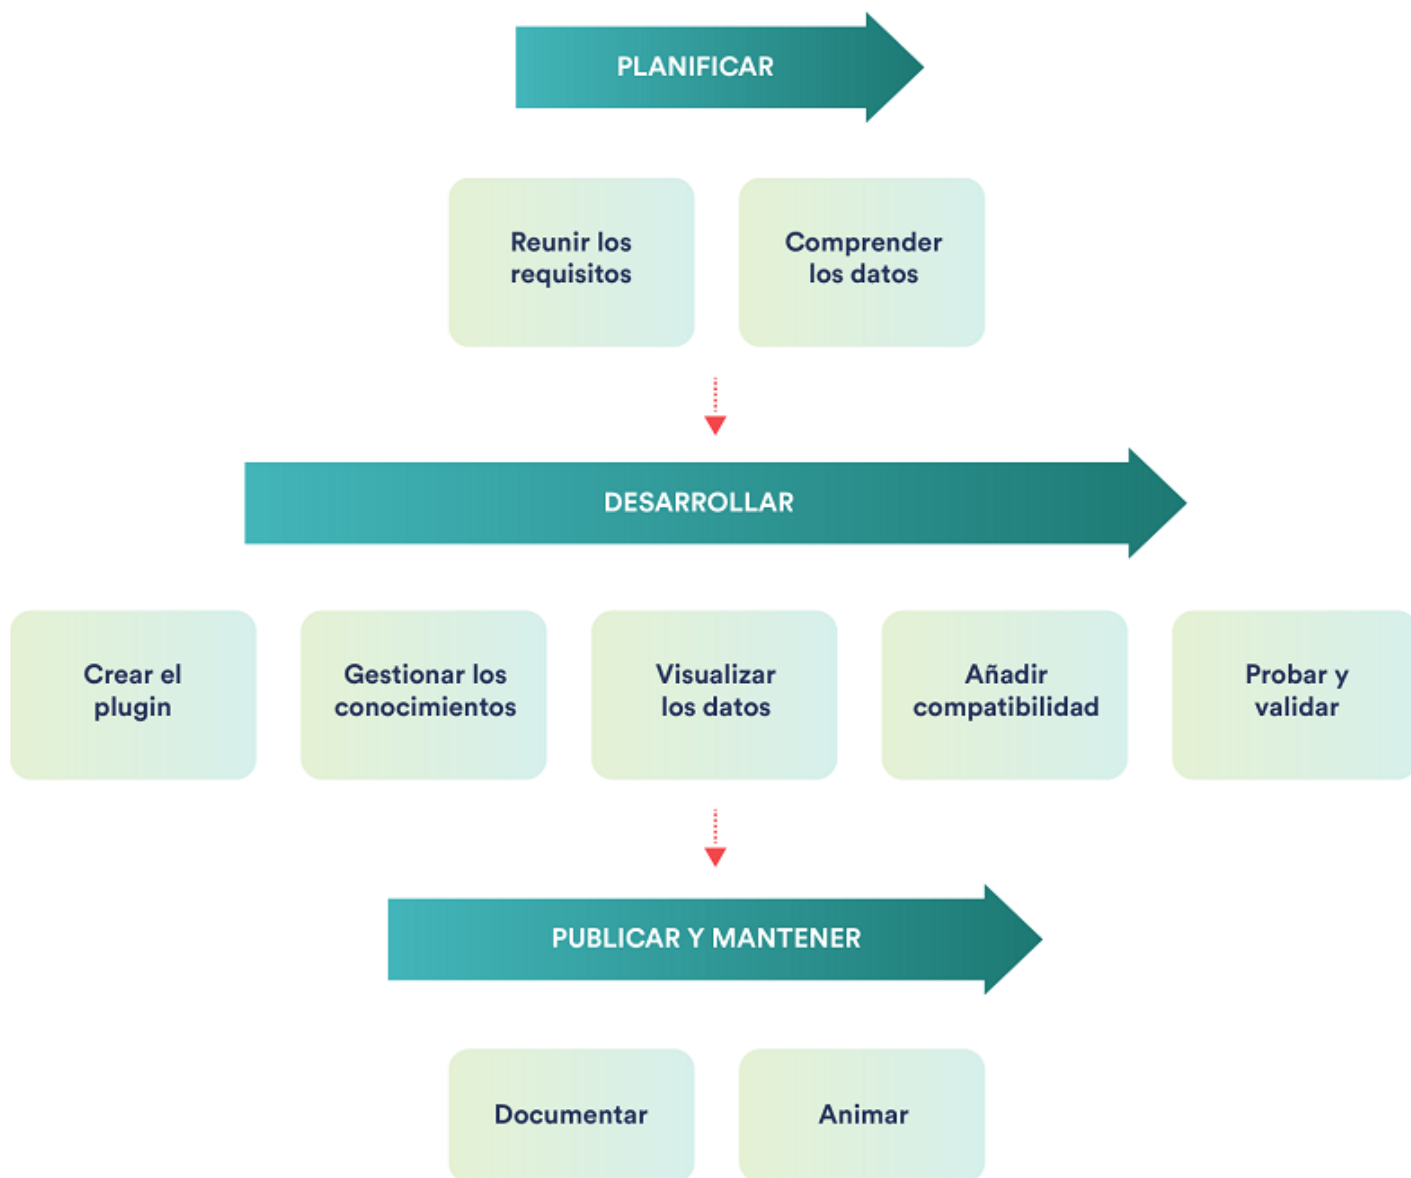 PLANIFICAR
Reunir los
requisitos
Comprender
los datos
DESARROLLAR
Crear el
plugin
Gestionar los
conocimientos
Visualizar
los datos
Añadir
compatibilidad
Probar y
validar
PUBLICAR Y MANTENER
Documentar
Animar